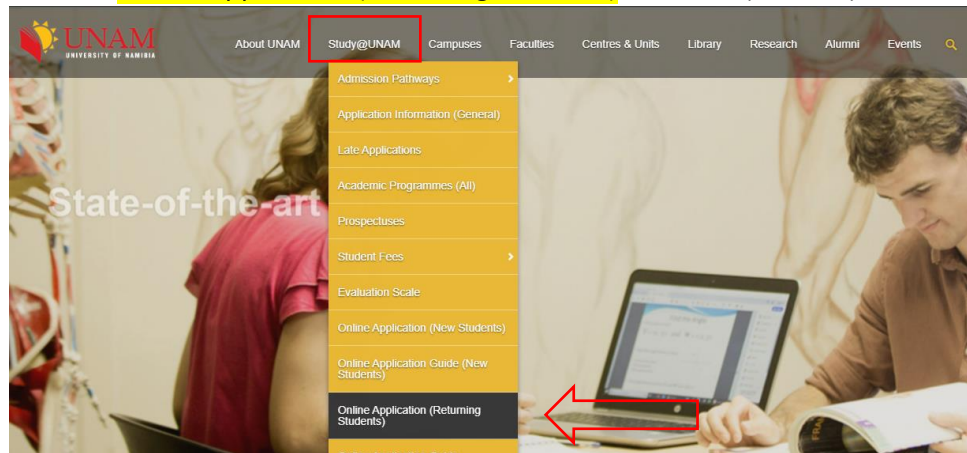 UNAM
UNIVERSITY OF NAMIBIA
About UNAM Study@UNAM Campuses Faculties Centres & Units Library Research Alumni Events
Admission Pathways
Application Information (General)
Late Applications
Academic Programmes (All)
State-of-the-art
Prospectuses
Student Fees
Evaluation Scale
Online Application (New Students)
Online Application Guide (New
Students)
Online Application (Returning
Students)